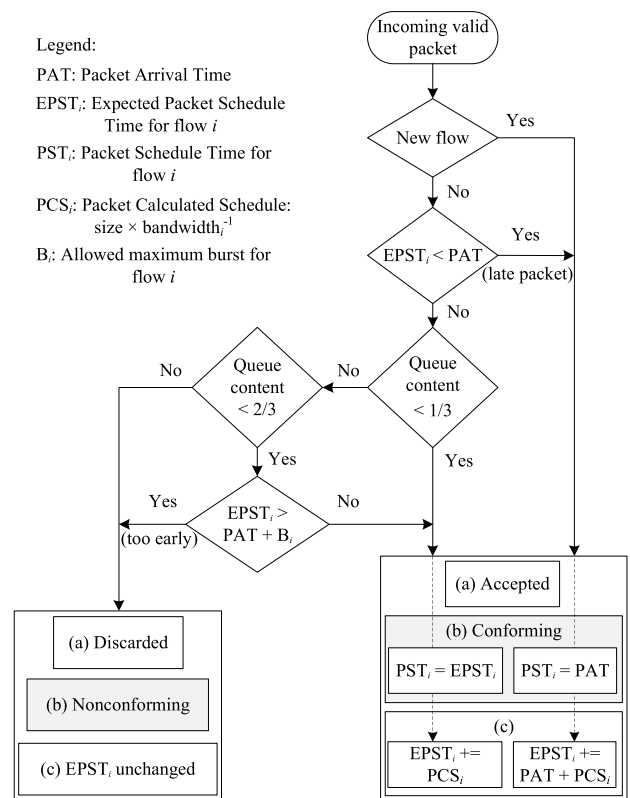 Legend:
PAT: Packet Arrival Time
EPSTᵢ: Expected Packet Schedule
Time for flow i
PSTᵢ: Packet Schedule Time for
flow i
PCSᵢ: Packet Calculated Schedule:
size × bandwidthᵢ⁻¹
Bᵢ: Allowed maximum burst for
flow i
Incoming valid
packet
New flow
Yes
No
EPSTᵢ < PAT
Yes
(late packet)
No
Queue
content
< 1/3
No
Yes
Queue
content
< 2/3
No
Yes
EPSTᵢ >
PAT + Bᵢ
Yes
(too early)
No
(a) Discarded
(b) Nonconforming
(c) EPSTᵢ unchanged
(a) Accepted
(b) Conforming
PSTᵢ = EPSTᵢ
PSTᵢ = PAT
(c)
EPSTᵢ +=
PCSᵢ
EPSTᵢ +=
PAT + PCSᵢ